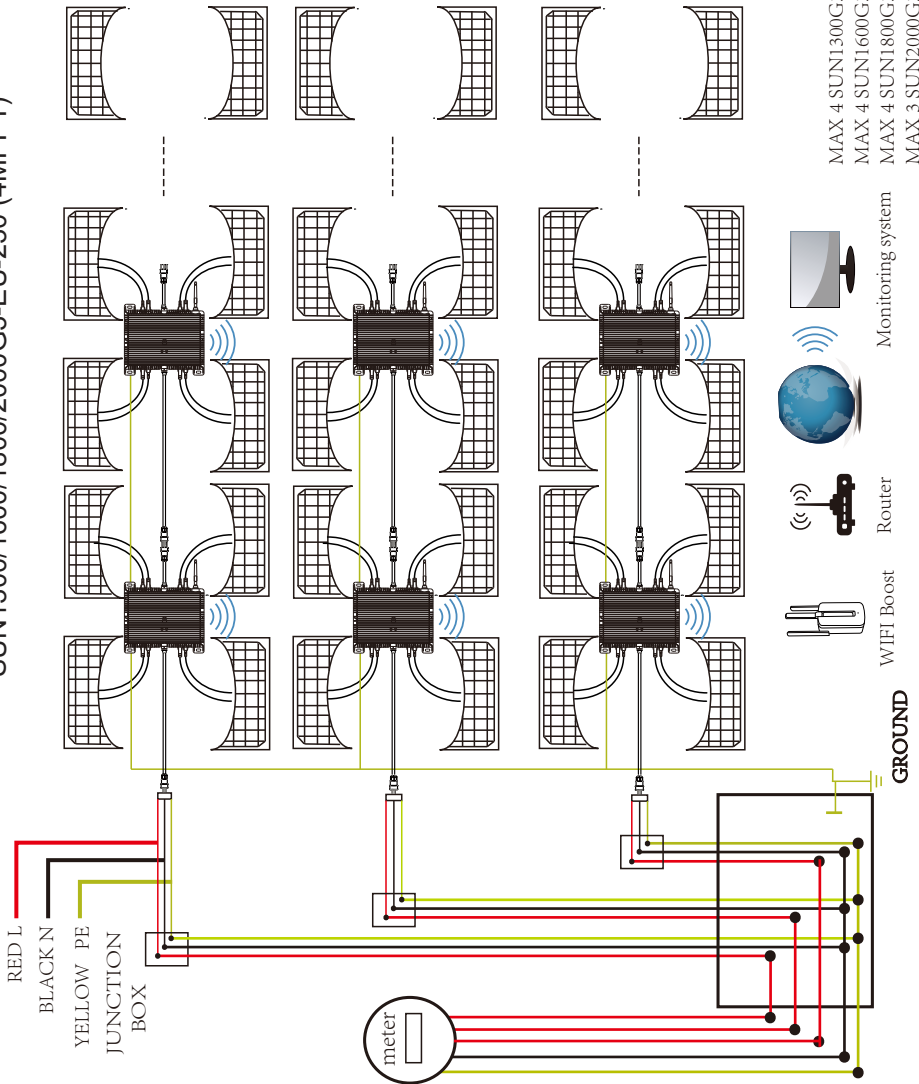 SUN1300/1600/1800/2000G3-EU-230 (4MPPT)
RED L
BLACK N
YELLOW PE
JUNCTION
BOX
meter
GROUND
WIFI Boost
Router
Monitoring system
MAX 4 SUN1300G
MAX 4 SUN1600G
MAX 4 SUN1800G
MAX 3 SUN2000G